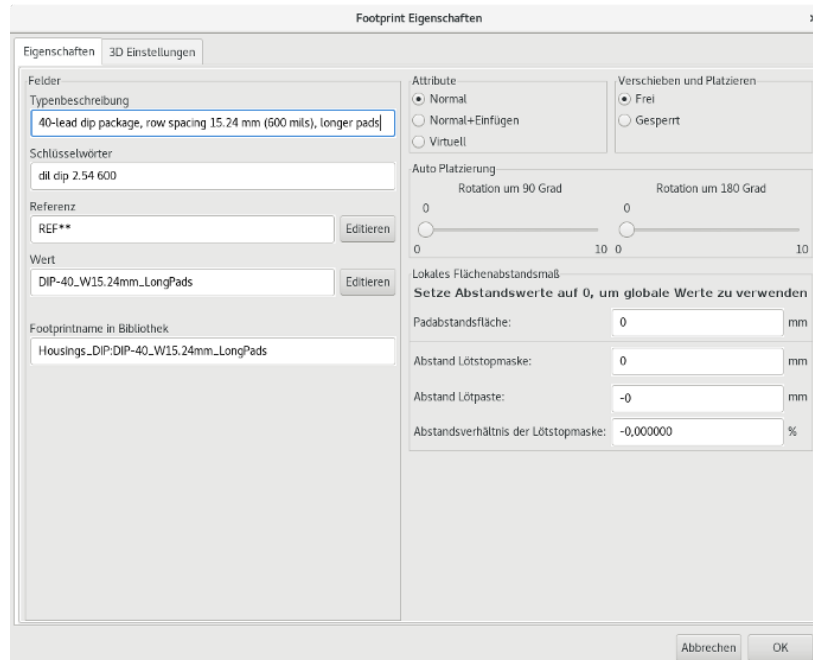 Footprint Eigenschaften
Eigenschaften
3D Einstellungen
Felder
Typenbeschreibung
40-lead dip package, row spacing 15.24 mm (600 mils), longer pads
Schlüsselwörter
dil dip 2.54 600
Referenz
REF**
Editieren
Wert
DIP-40_W15.24mm_LongPads
Editieren
Footprintname in Bibliothek
Housings_DIP:DIP-40_W15.24mm_LongPads
Attribute
Normal
Normal+Einfügen
Virtuell
Verschieben und Platzieren
Frei
Gesperrt
Auto Platzierung
Rotation um 90 Grad
0
0
10
Rotation um 180 Grad
0
0
10
Lokales Flächenabstandsmaß
Setze Abstandswerte auf 0, um globale Werte zu verwenden
Padabstandsfläche:
0
mm
Abstand Lötstopmaske:
0
mm
Abstand Lötpaste:
-0
mm
Abstandsverhältnis der Lötstopmaske:
-0,000000
%
Abbrechen
OK